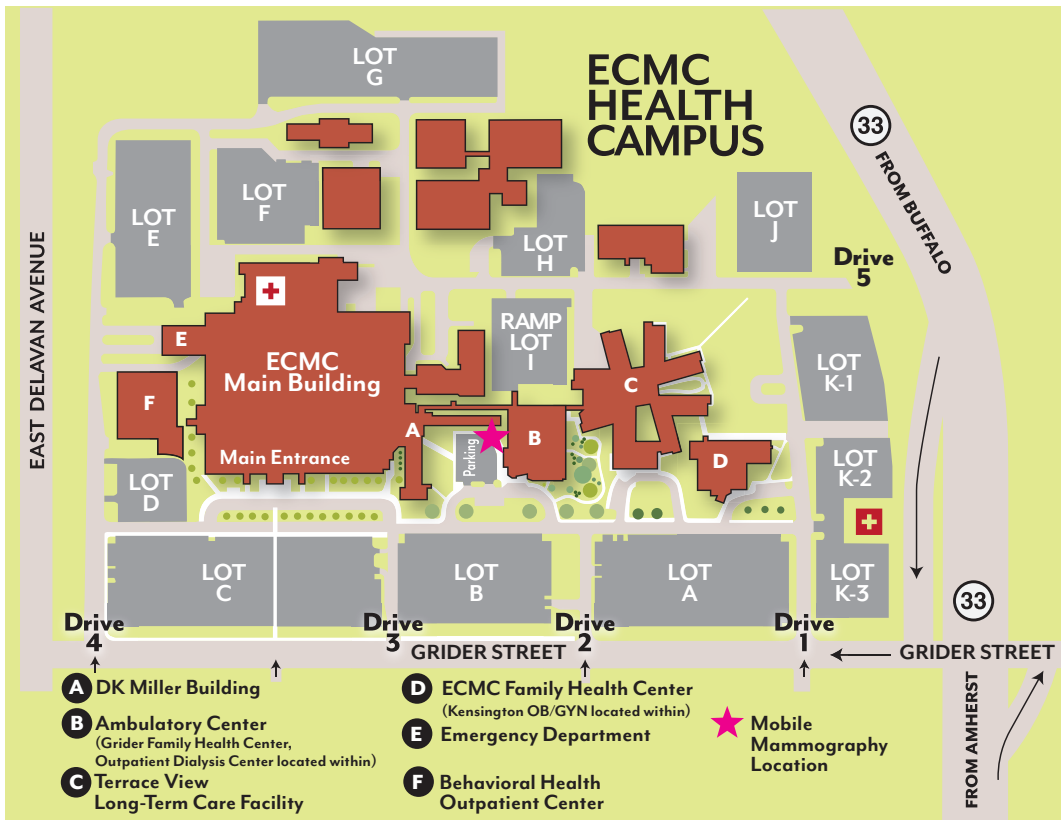 ECMC
HEALTH
CAMPUS
LOT
G
33
FROM BUFFALO
LOT
E
LOT
F
LOT
H
LOT
J
Drive
5
EAST DELAVAN AVENUE
E
ECMC
Main Building
RAMP
LOT
I
C
LOT
K-1
F
A
Parking
B
D
Main Entrance
LOT
D
LOT
K-2
LOT
C
LOT
B
LOT
A
LOT
K-3
33
Drive
4
Drive
3
Drive
2
Drive
1
GRIDER STREET
GRIDER STREET
FROM AMHERST
A DK Miller Building
B Ambulatory Center
(Grider Family Health Center,
Outpatient Dialysis Center located within)
C Terrace View
Long-Term Care Facility
D ECMC Family Health Center
(Kensington OB/GYN located within)
E Emergency Department
F Behavioral Health
Outpatient Center
Mobile
Mammography
Location